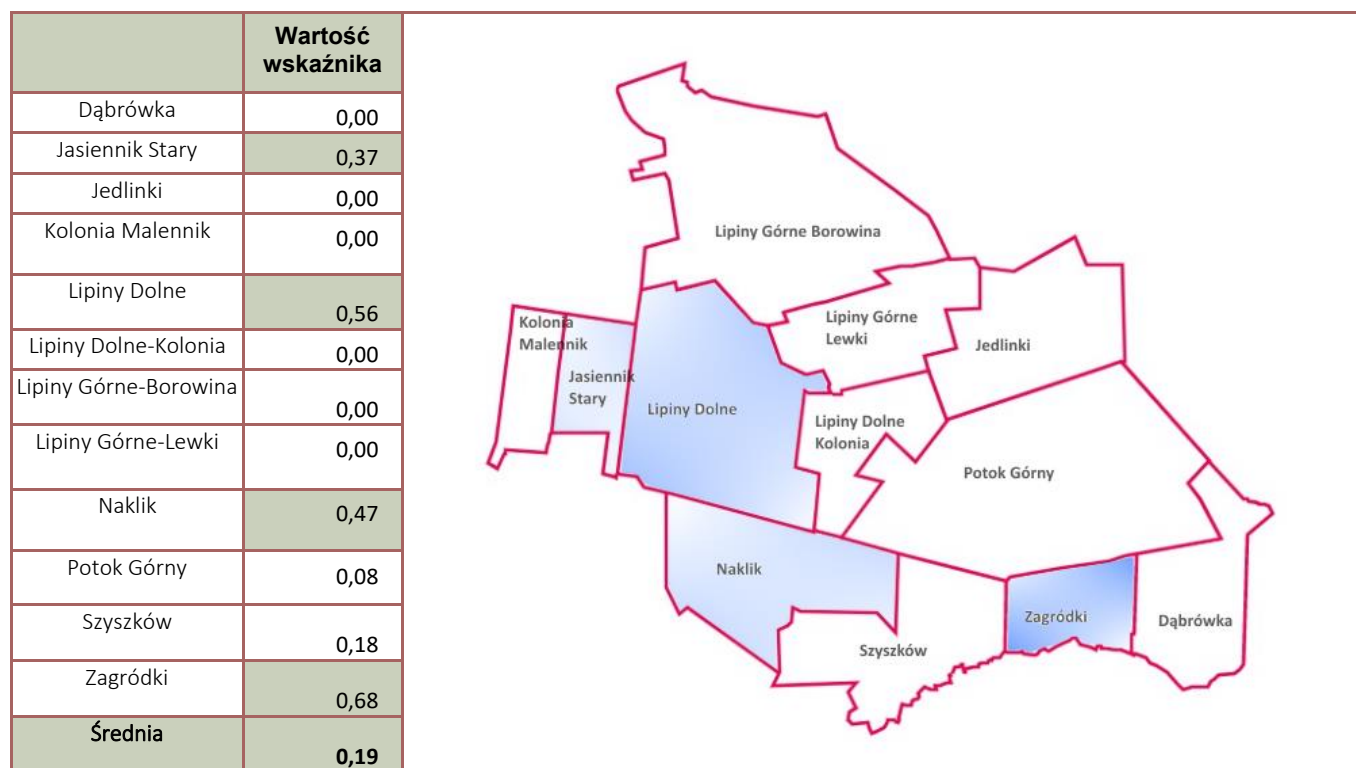 Wartość
wskaźnika
Dąbrówka 0,00
Jasiennik Stary 0,37
Jedlinki 0,00
Kolonia Malennik 0,00
Lipiny Dolne 0,56
Lipiny Dolne-Kolonia 0,00
Lipiny Górne-Borowina 0,00
Lipiny Górne-Lewki 0,00
Naklik 0,47
Potok Górny 0,08
Szyszków 0,18
Zagródki 0,68
Średnia 0,19
Lipiny Górne Borowina
Kolonia
Malennik
Lipiny Górne
Lewki
Jedlinki
Jasiennik
Stary
Lipiny Dolne
Lipiny Dolne
Kolonia
Potok Górny
Naklik
Zagródki
Dąbrówka
Szyszków